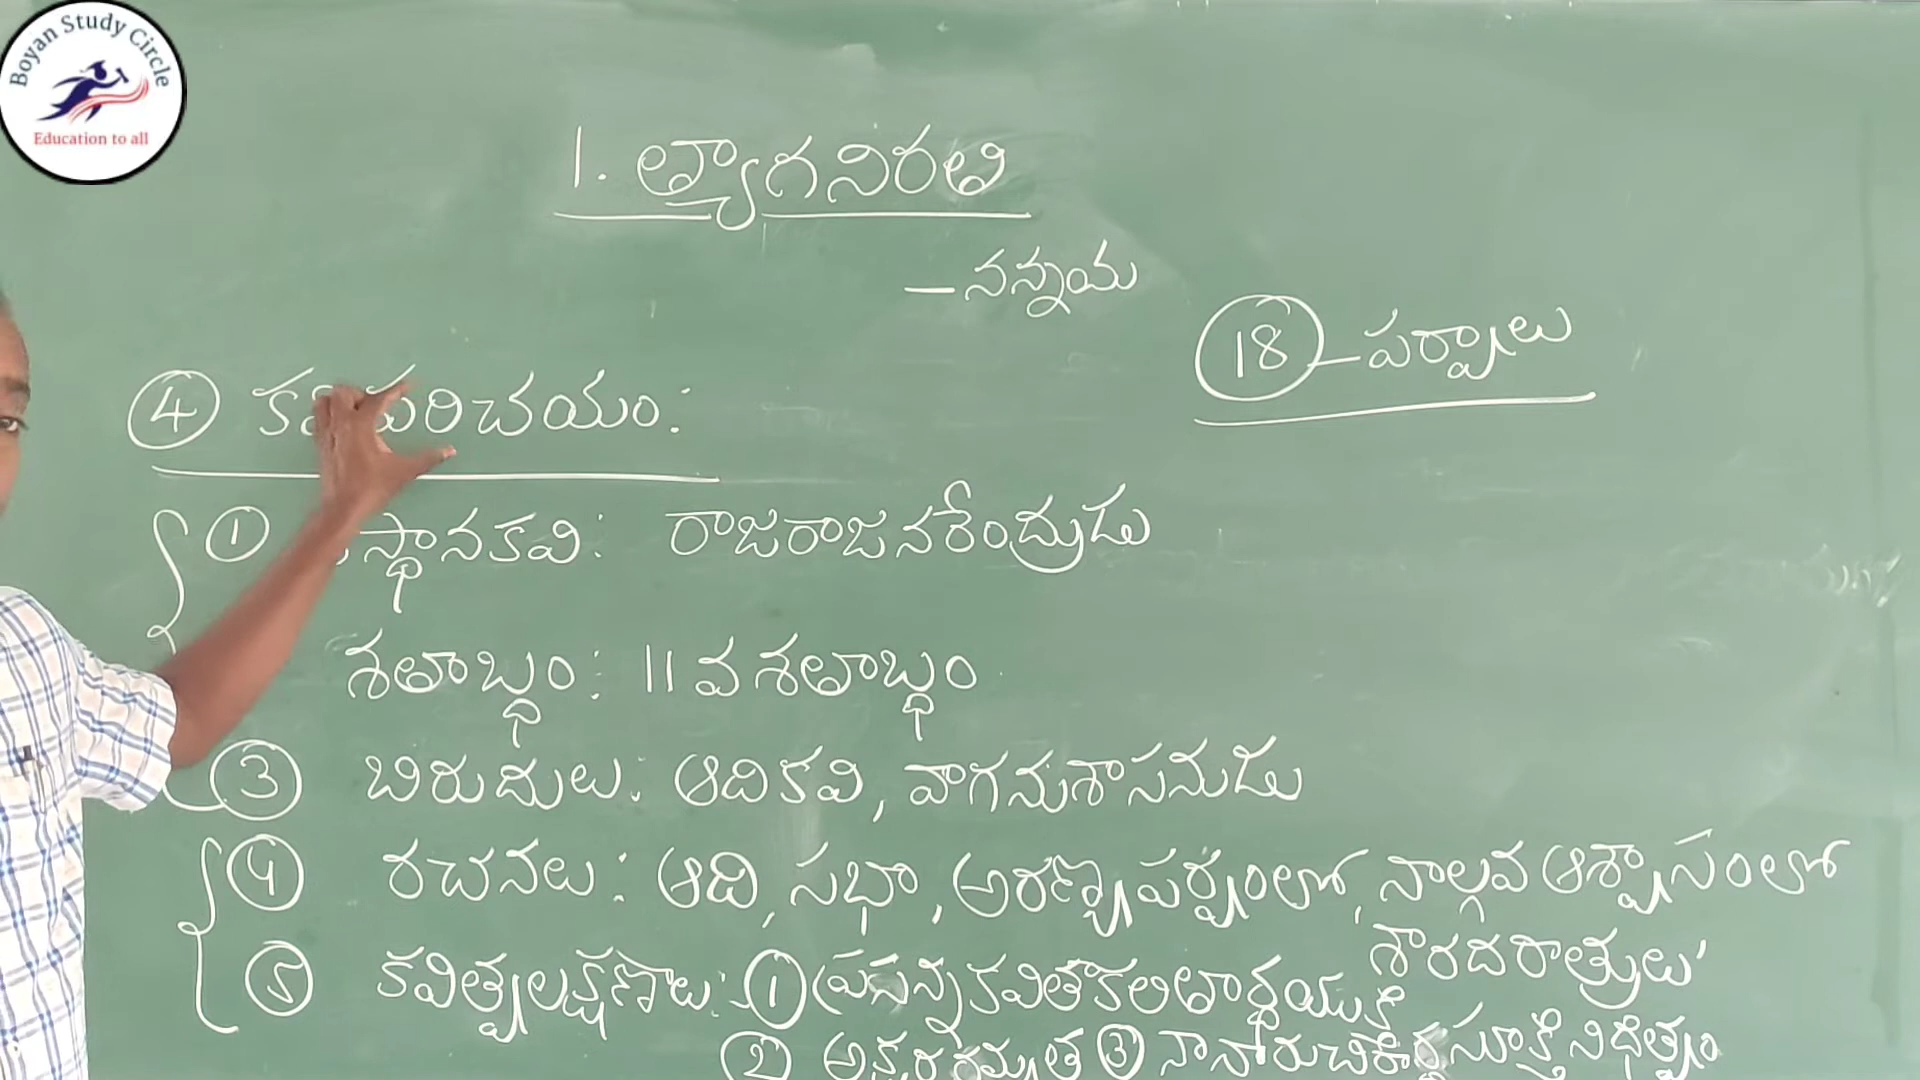 Boyan Study Circle
Education to all
1. త్యాగనిరతి
– నన్నయ
18 – పర్వాలు
4 కవిపరిచయం:
1 స్థానకవి: రాజరాజనరేంద్రుడు
శతాబ్ధం: 11వ శతాబ్ధం
3 బిరుదులు: ఆదికవి, వాగనుశాసనుడు
4 రచనలు: ఆది, సభా, అరణ్యపర్వంలో, నాల్గవ ఆశ్వాసంలో
శారదరాత్రులు'
5 కవిత్వలక్షణాలు: 1 ప్రసన్నకవితాకలితార్థయుక్తి
2 అక్షరరమ్యత 3 నానారుచిరార్థసూక్తి నిధిత్వం